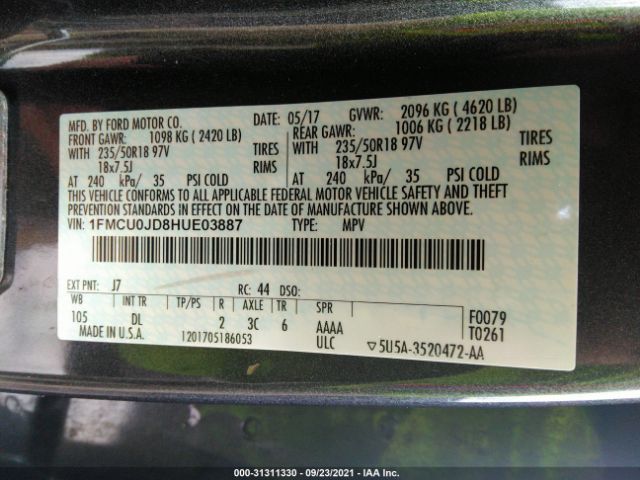 MFD. BY FORD MOTOR CO. DATE: 05/17 GVWR: 2096 KG ( 4620 LB)
FRONT GAWR: 1098 KG ( 2420 LB) REAR GAWR: 1006 KG ( 2218 LB)
WITH 235/50R18 97V TIRES WITH 235/50R18 97V TIRES
18x7.5J RIMS 18x7.5J RIMS
AT 240 kPa/ 35 PSI COLD AT 240 kPa/ 35 PSI COLD
THIS VEHICLE CONFORMS TO ALL APPLICABLE FEDERAL MOTOR VEHICLE SAFETY AND THEFT
PREVENTION STANDARDS IN EFFECT ON THE DATE OF MANUFACTURE SHOWN ABOVE.
VIN: 1FMCU0JD8HUE03887 TYPE: MPV
EXT PNT: J7 RC: 44 DSO:
WB INT TR TP/PS R AXLE TR SPR
105 DL 2 3C 6 AAAA F0079
MADE IN U.S.A. 1201705186053 ULC T0261
▽5U5A-3520472-AA
000-31311330 - 09/23/2021 - IAA Inc.